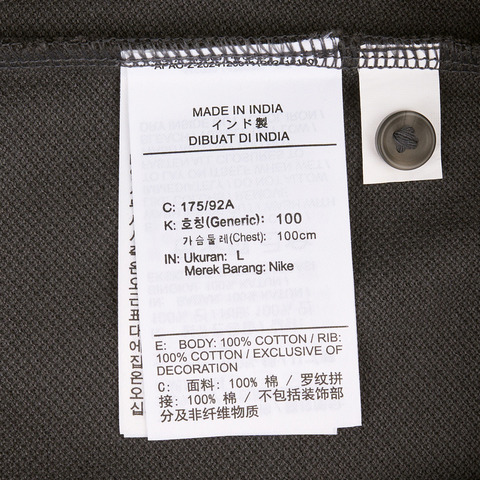 MADE IN INDIA
インド製
DIBUAT DI INDIA
C: 175/92A
K: 호칭(Generic): 100
가슴둘레(Chest): 100cm
IN: Ukuran: L
Merek Barang: Nike
E: BODY: 100% COTTON / RIB:
100% COTTON / EXCLUSIVE OF
DECORATION
C: 面料: 100% 棉 / 罗纹拼
接: 100% 棉 / 不包括装饰部
分及非纤维物质